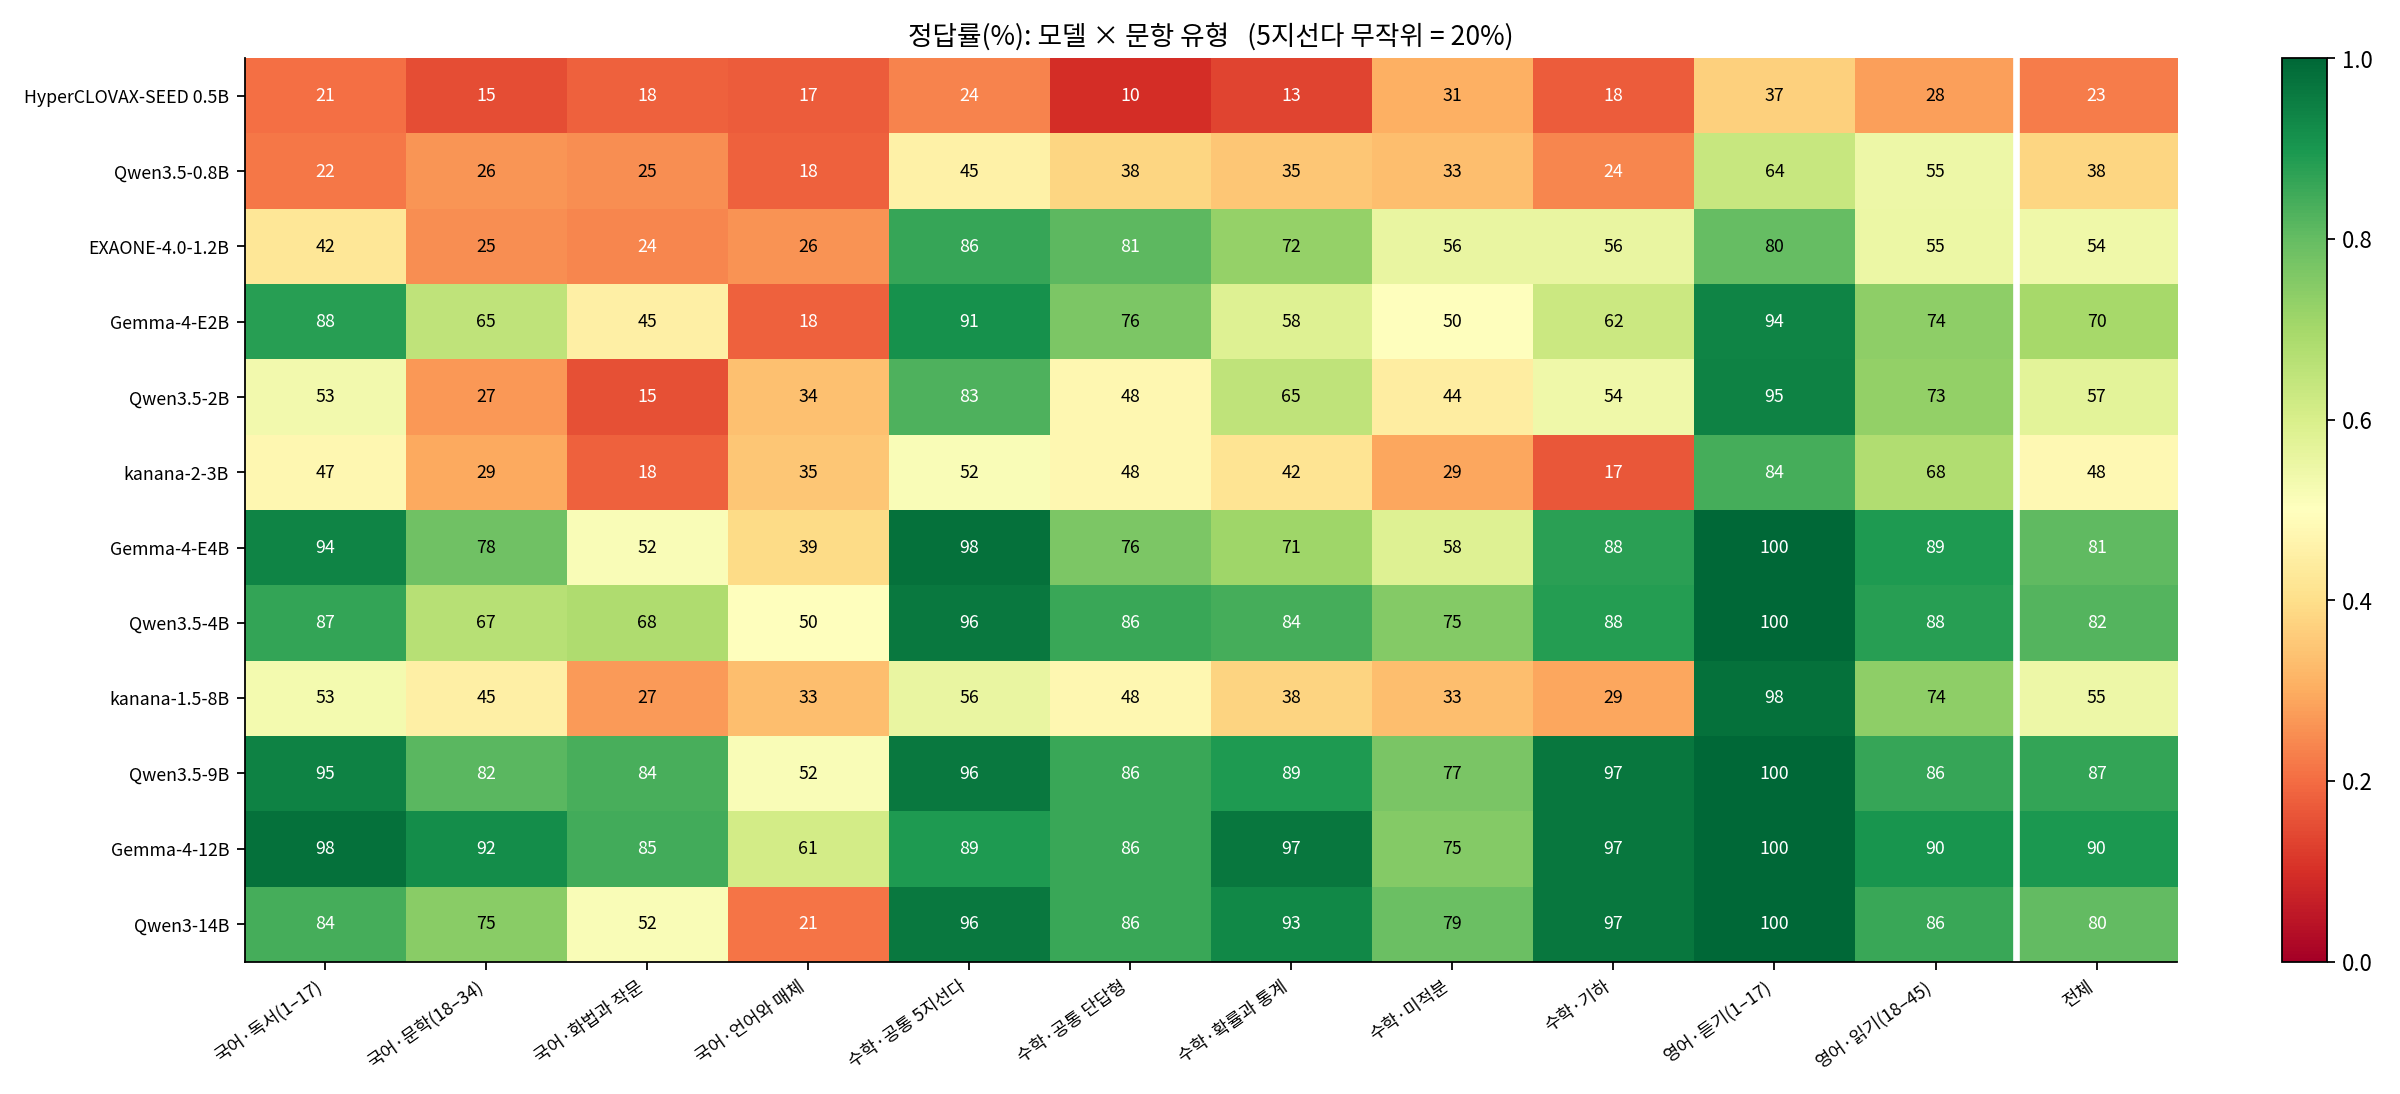 정답률(%): 모델 × 문항 유형 (5지선다 무작위 = 20%)
HyperCLOVAX-SEED 0.5B 21 15 18 17 24 10 13 31 18 37 28 23
Qwen3.5-0.8B 22 26 25 18 45 38 35 33 24 64 55 38
EXAONE-4.0-1.2B 42 25 24 26 86 81 72 56 56 80 55 54
Gemma-4-E2B 88 65 45 18 91 76 58 50 62 94 74 70
Qwen3.5-2B 53 27 15 34 83 48 65 44 54 95 73 57
kanana-2-3B 47 29 18 35 52 48 42 29 17 84 68 48
Gemma-4-E4B 94 78 52 39 98 76 71 58 88 100 89 81
Qwen3.5-4B 87 67 68 50 96 86 84 75 88 100 88 82
kanana-1.5-8B 53 45 27 33 56 48 38 33 29 98 74 55
Qwen3.5-9B 95 82 84 52 96 86 89 77 97 100 86 87
Gemma-4-12B 98 92 85 61 89 86 97 75 97 100 90 90
Qwen3-14B 84 75 52 21 96 86 93 79 97 100 86 80
국어·독서(1–17)
국어·문학(18–34)
국어·화법과 작문
국어·언어와 매체
수학·공통 5지선다
수학·공통 단답형
수학·확률과 통계
수학·미적분
수학·기하
영어·듣기(1–17)
영어·읽기(18–45)
전체
1.0
0.8
0.6
0.4
0.2
0.0